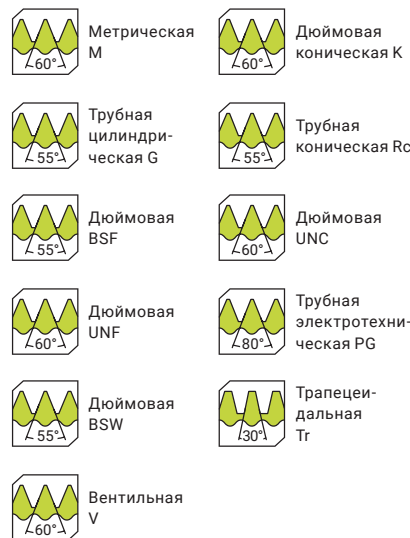 60°
Метрическая
M
60°
Дюймовая
коническая K
55°
Трубная
цилиндри-
ческая G
55°
Трубная
коническая Rc
55°
Дюймовая
BSF
60°
Дюймовая
UNC
60°
Дюймовая
UNF
80°
Трубная
электротехни-
ческая PG
55°
Дюймовая
BSW
30°
Трапецеи-
дальная
Tr
60°
Вентильная
V